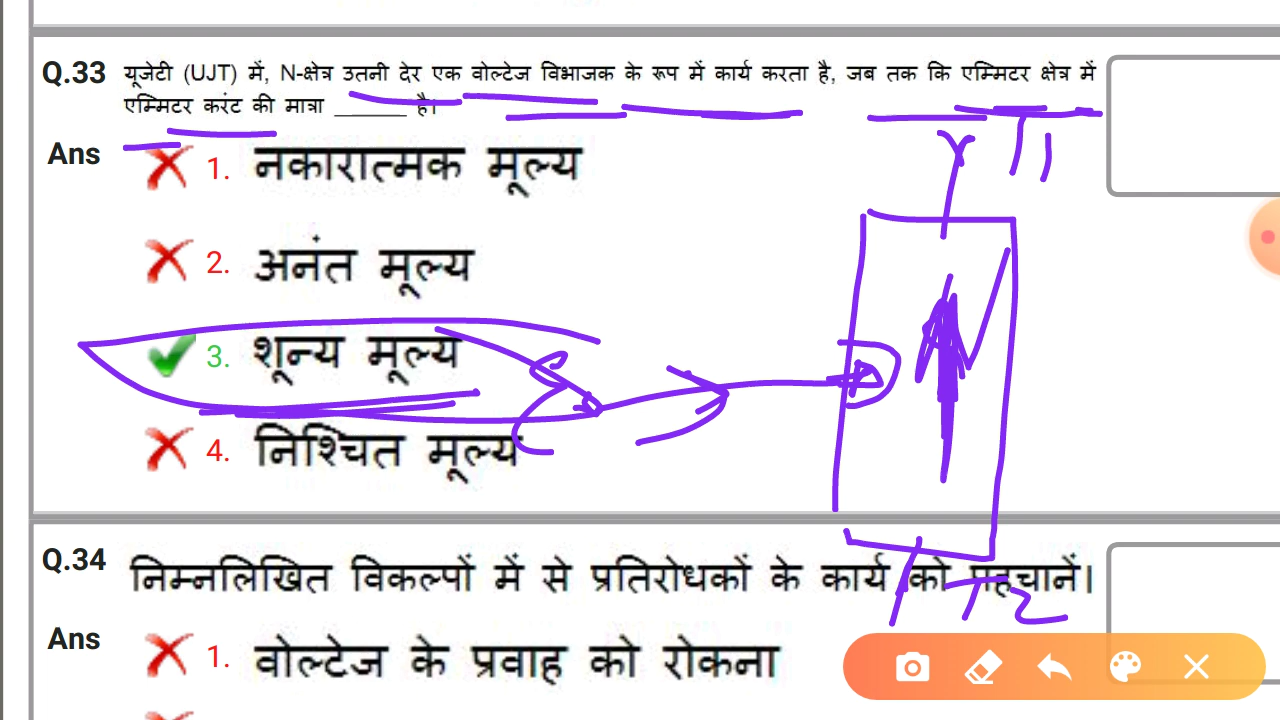 Q.33 यूजेटी (UJT) में, N-क्षेत्र उतनी देर एक वोल्टेज विभाजक के रूप में कार्य करता है, जब तक कि एम्मिटर क्षेत्र में
एम्मिटर करंट की मात्रा ______ है।
Ans 1. नकारात्मक मूल्य
2. अनंत मूल्य
3. शून्य मूल्य
4. निश्चित मूल्य
Q.34 निम्नलिखित विकल्पों में से प्रतिरोधकों के कार्य को पहचानें।
Ans 1. वोल्टेज के प्रवाह को रोकना